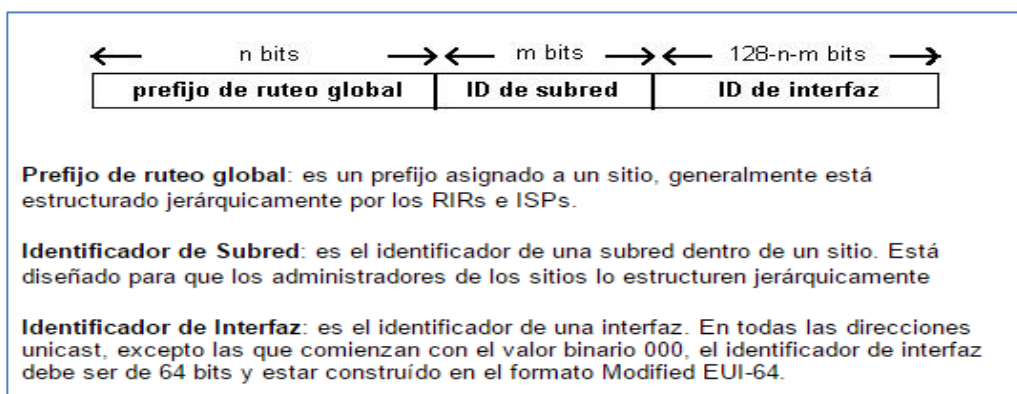 n bits m bits 128-n-m bits
prefijo de ruteo global ID de subred ID de interfaz
Prefijo de ruteo global: es un prefijo asignado a un sitio, generalmente está
estructurado jerárquicamente por los RIRs e ISPs.
Identificador de Subred: es el identificador de una subred dentro de un sitio. Está
diseñado para que los administradores de los sitios lo estructuren jerárquicamente
Identificador de Interfaz: es el identificador de una interfaz. En todas las direcciones
unicast, excepto las que comienzan con el valor binario 000, el identificador de interfaz
debe ser de 64 bits y estar construído en el formato Modified EUI-64.